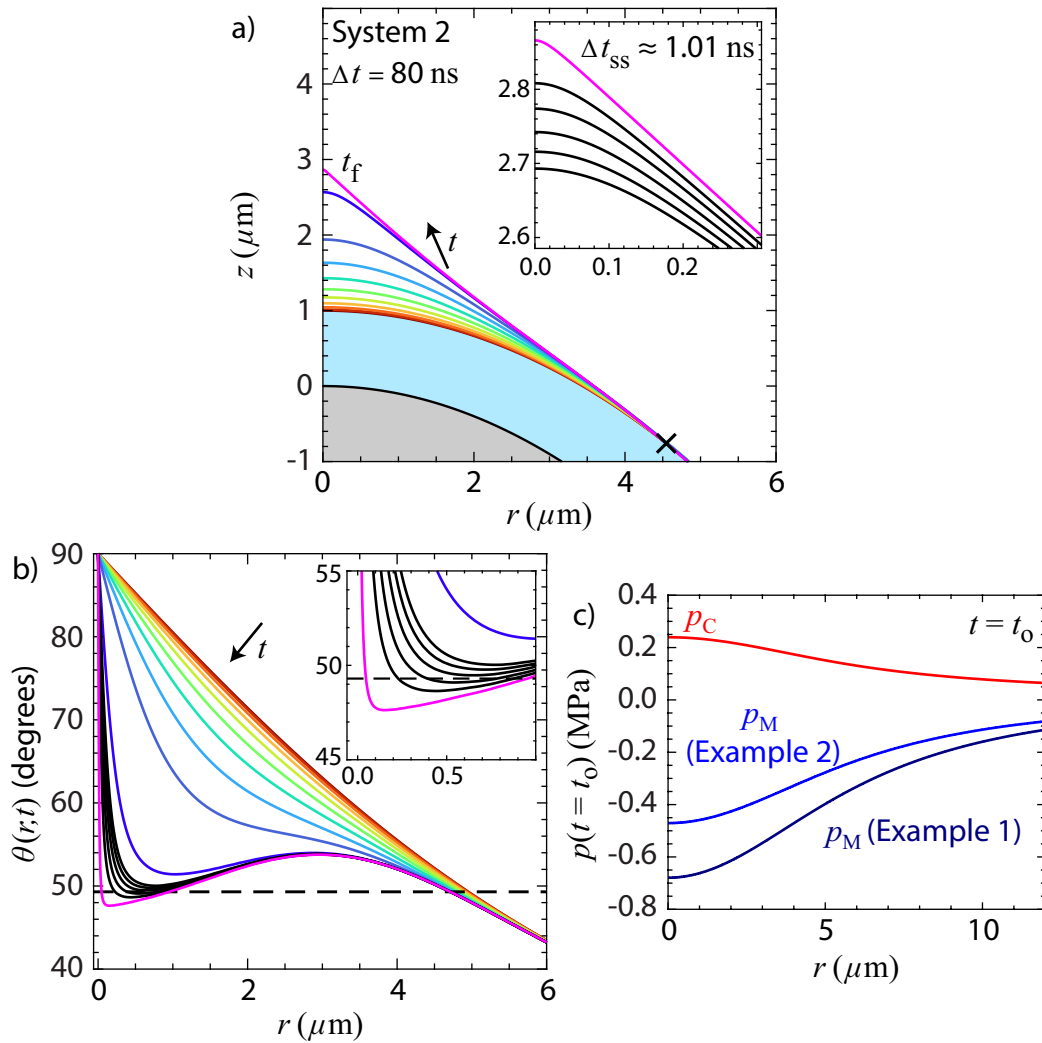 a)
System 2
Δt = 80 ns
Δt_ss ≈ 1.01 ns
2.8
2.7
2.6
0.0
0.1
0.2
t_f
t
4
3
2
1
0
-1
z (μm)
0
2
4
6
r (μm)
b)
90
80
70
60
50
40
θ(r,t) (degrees)
t
55
50
45
0.0
0.5
0
2
4
6
r (μm)
c)
0.4
0.2
0.0
-0.2
-0.4
-0.6
-0.8
p(t = t_o) (MPa)
p_C
t = t_o
p_M
(Example 2)
p_M (Example 1)
0
5
10
r (μm)